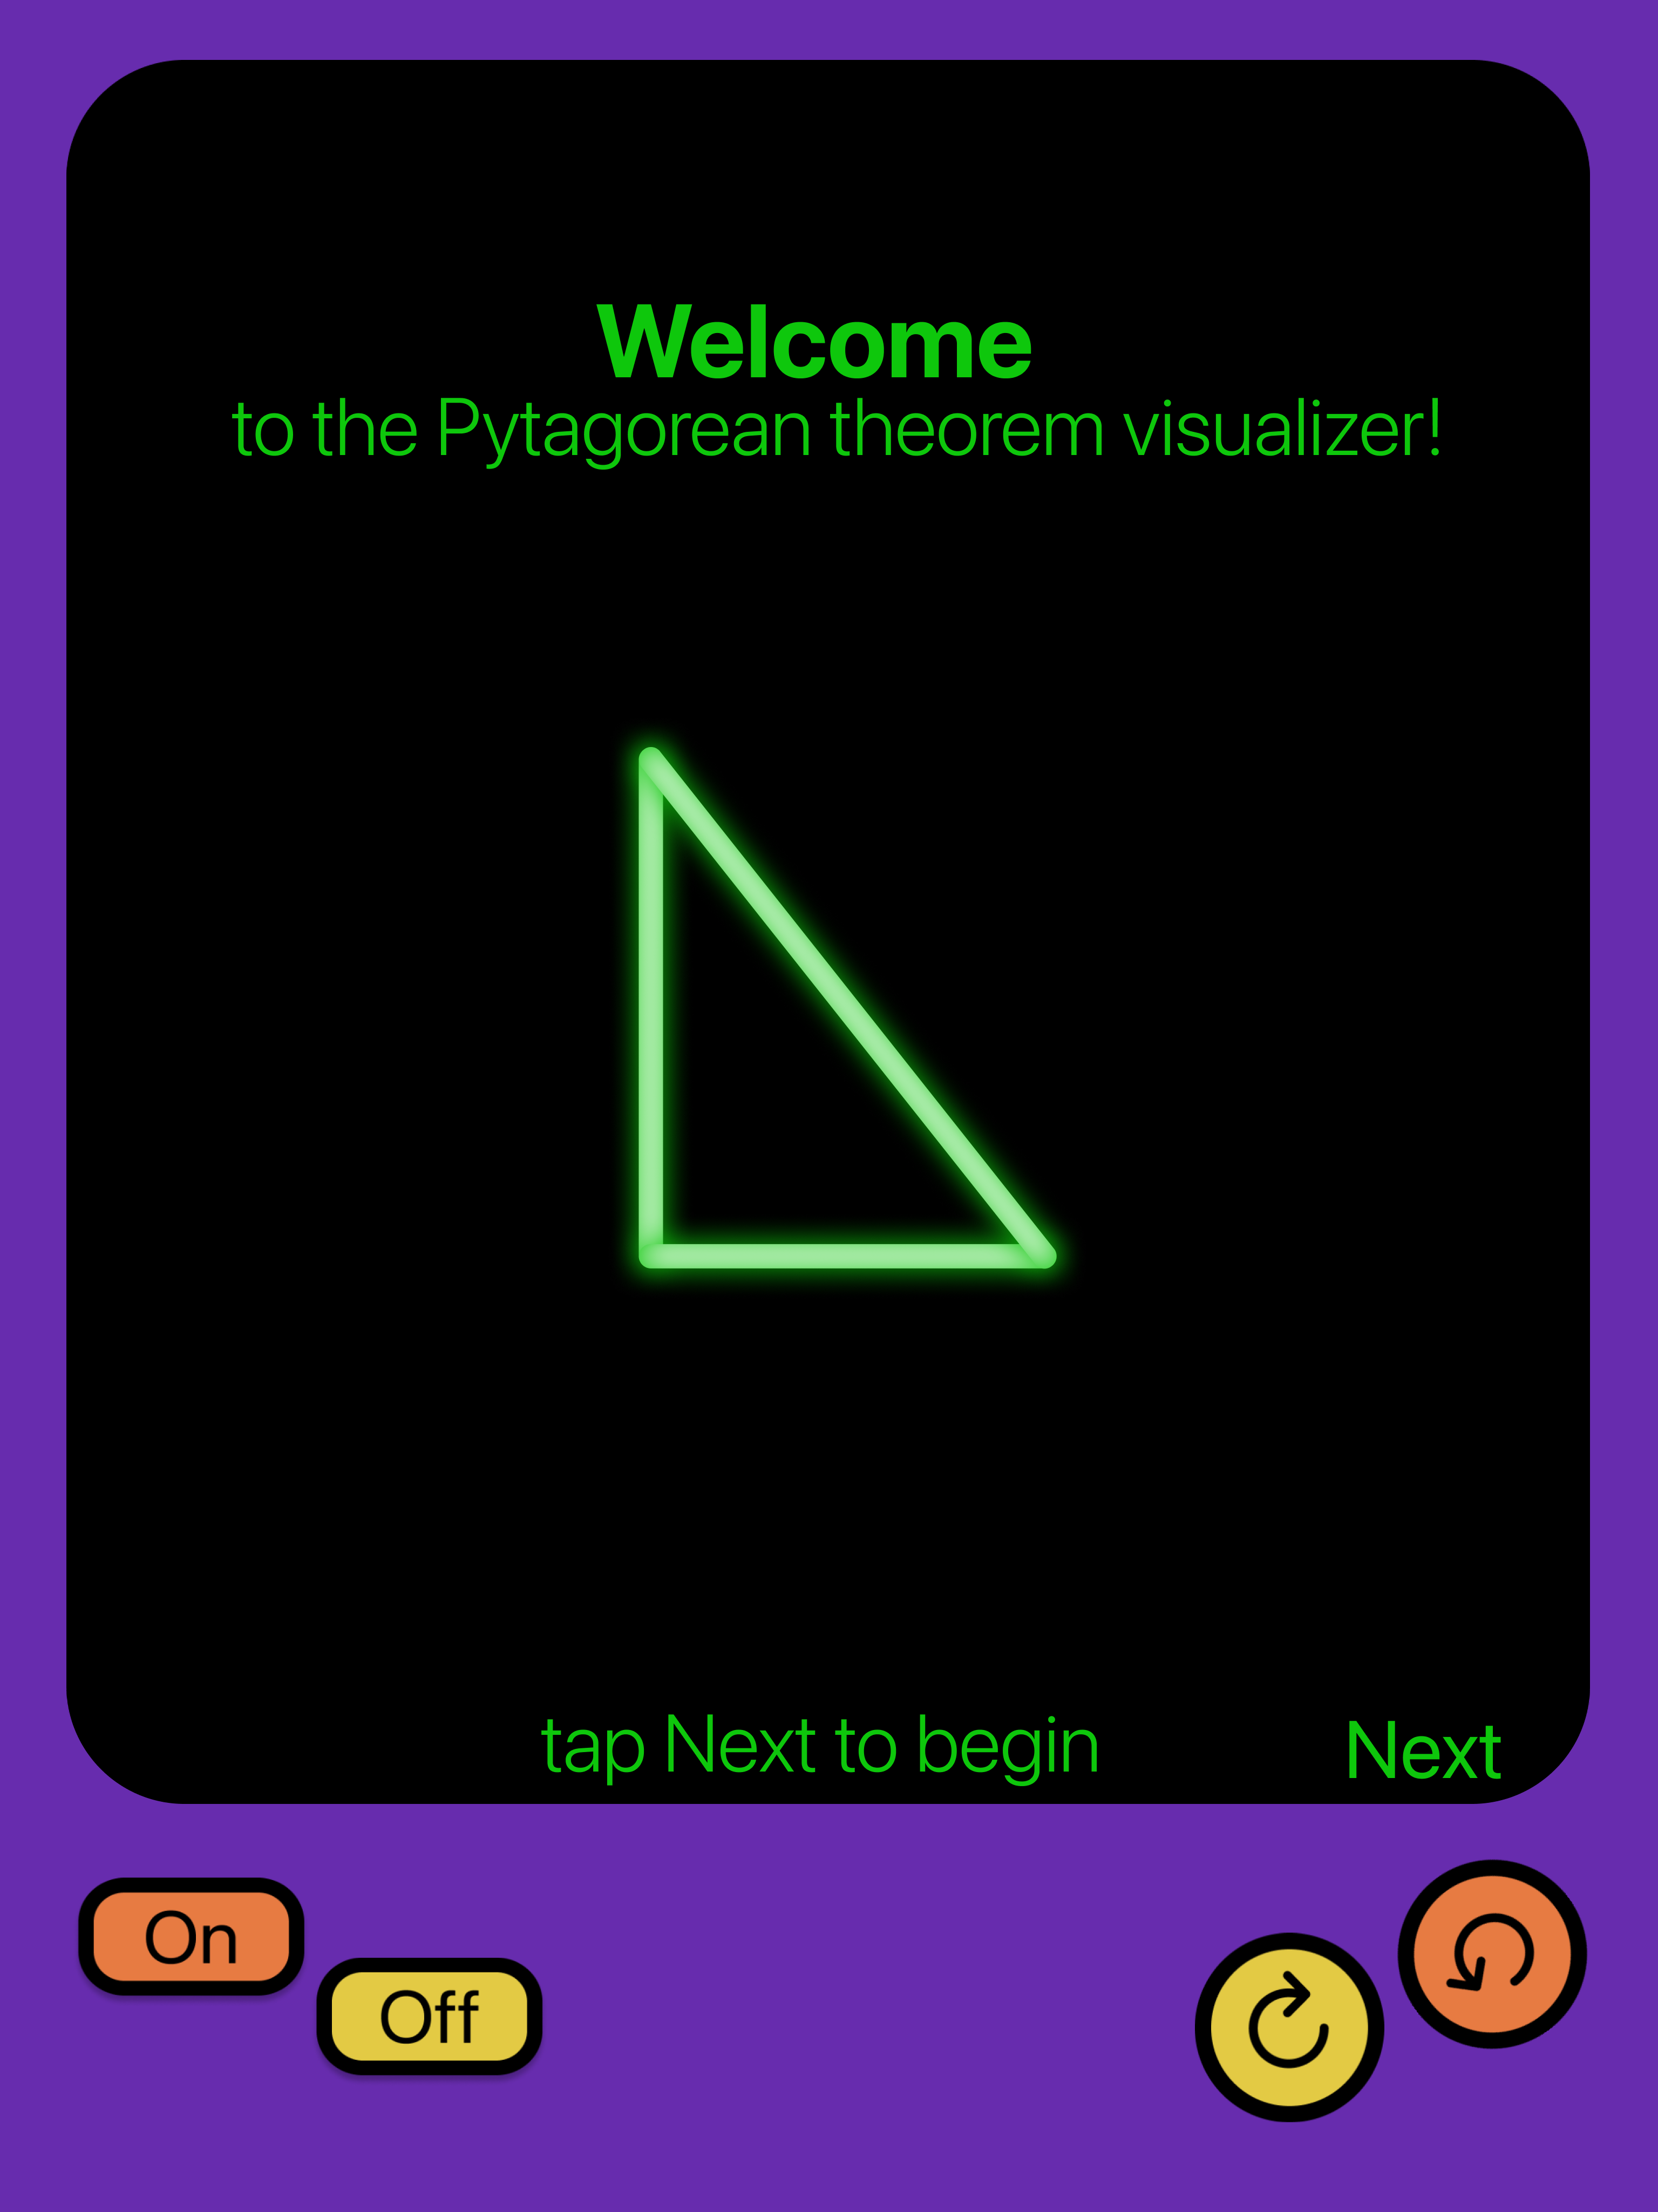 Welcome
to the Pytagorean theorem visualizer!
tap Next to begin
Next
On
Off